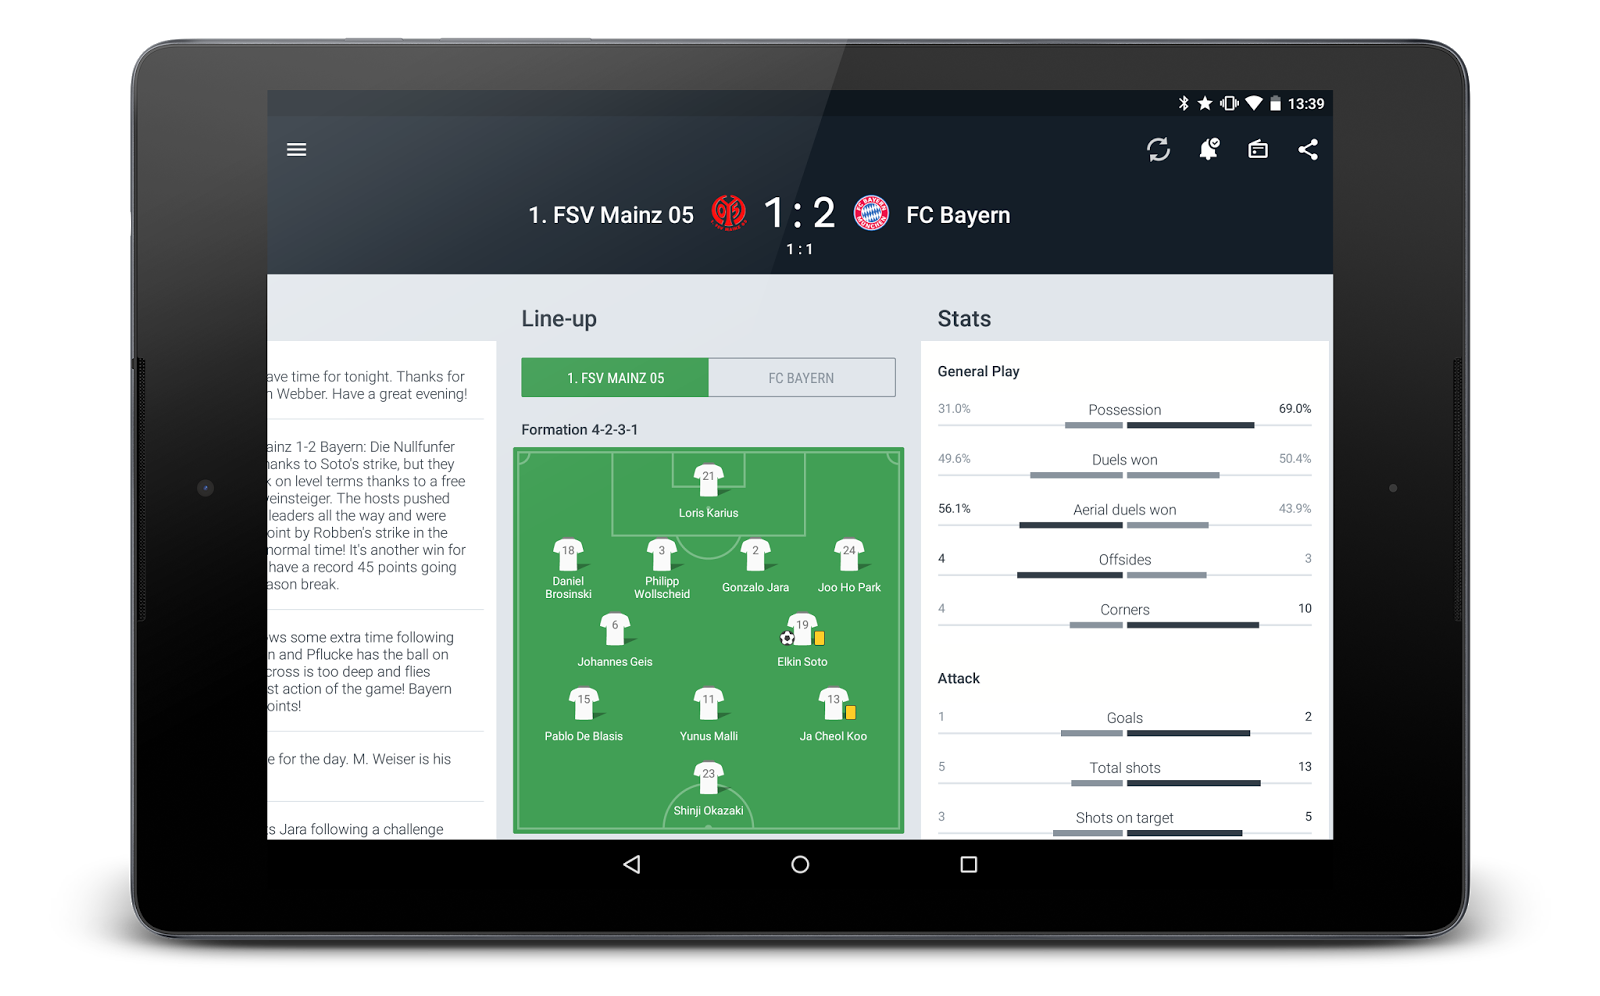 13:39
1. FSV Mainz 05
1:2
FC Bayern
1:1
ave time for tonight. Thanks for
Webber. Have a great evening!
ainz 1-2 Bayern: Die Nullfunfer
hanks to Soto's strike, but they
k on level terms thanks to a free
einsteiger. The hosts pushed
leaders all the way and were
oint by Robben's strike in the
normal time! It's another win for
have a record 45 points going
ason break.
ws some extra time following
n and Pflucke has the ball on
cross is too deep and flies
st action of the game! Bayern
oints!
e for the day. M. Weiser is his
s Jara following a challenge
Line-up
1. FSV MAINZ 05
FC BAYERN
Formation 4-2-3-1
21
Loris Karius
18
3
2
24
Daniel
Brosinski
Philipp
Wollscheid
Gonzalo Jara
Joo Ho Park
6
19
Johannes Geis
Elkin Soto
15
11
13
Pablo De Blasis
Yunus Malli
Ja Cheol Koo
23
Shinji Okazaki
Stats
General Play
31.0% Possession 69.0%
49.6% Duels won 50.4%
56.1% Aerial duels won 43.9%
4 Offsides 3
4 Corners 10
Attack
1 Goals 2
5 Total shots 13
3 Shots on target 5